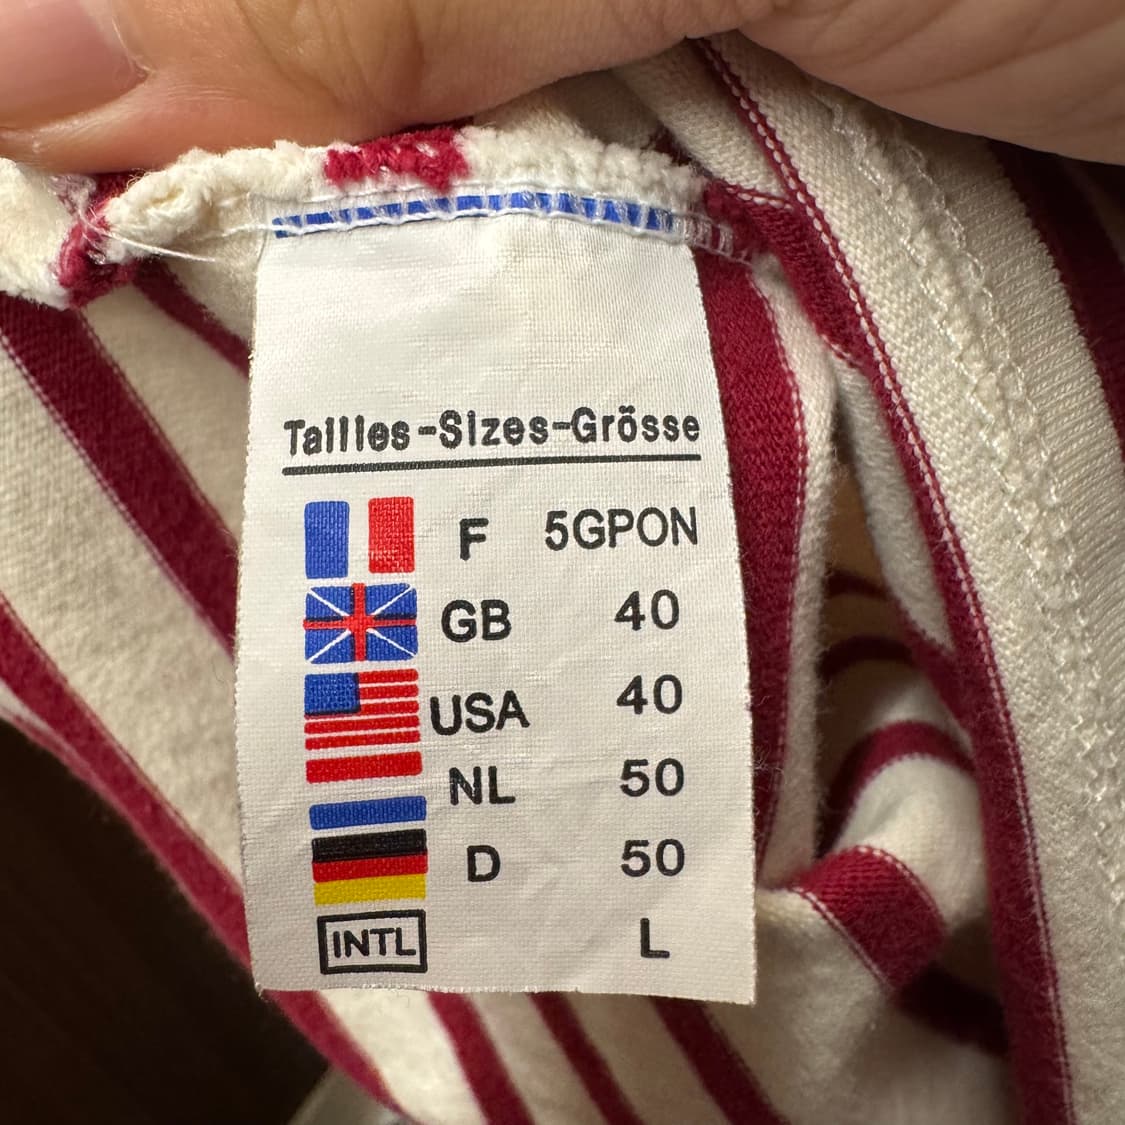 Tailles-Sizes-Grösse
F 5GPON
GB 40
USA 40
NL 50
D 50
INTL L